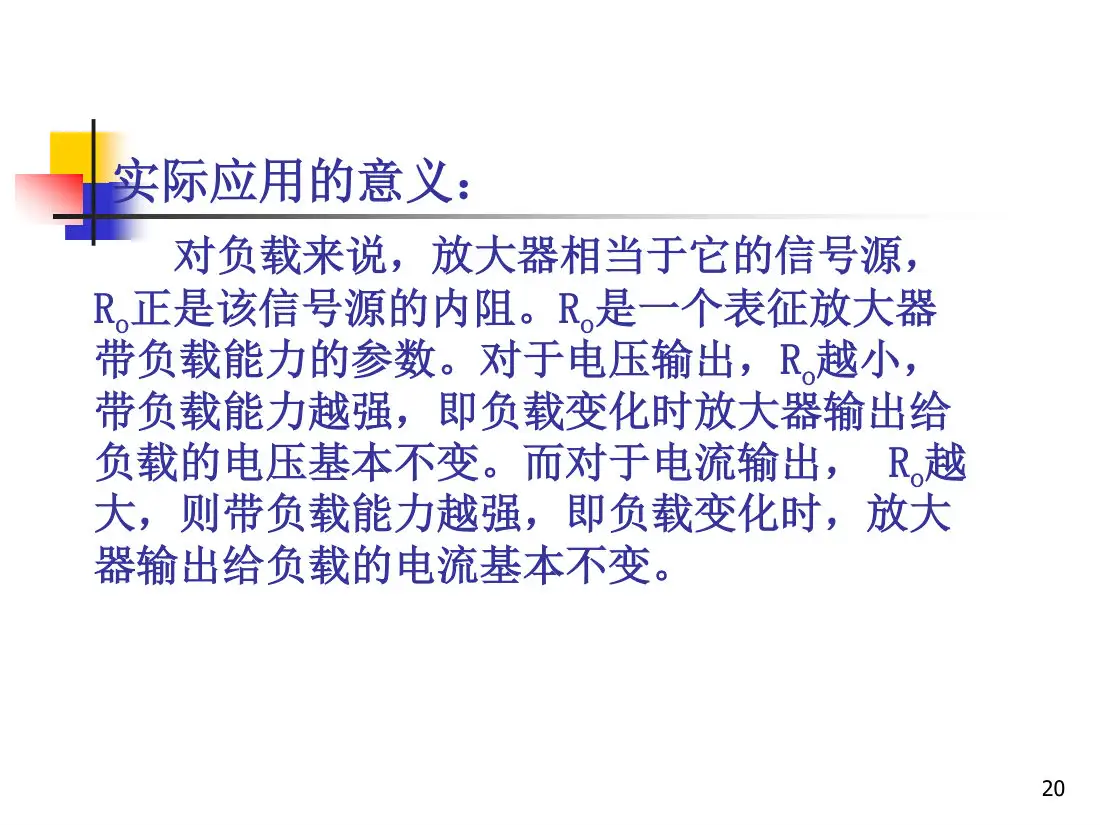 实际应用的意义：
对负载来说，放大器相当于它的信号源，
Ro正是该信号源的内阻。Ro是一个表征放大器
带负载能力的参数。对于电压输出，Ro越小，
带负载能力越强，即负载变化时放大器输出给
负载的电压基本不变。而对于电流输出， Ro越
大，则带负载能力越强，即负载变化时，放大
器输出给负载的电流基本不变。
20